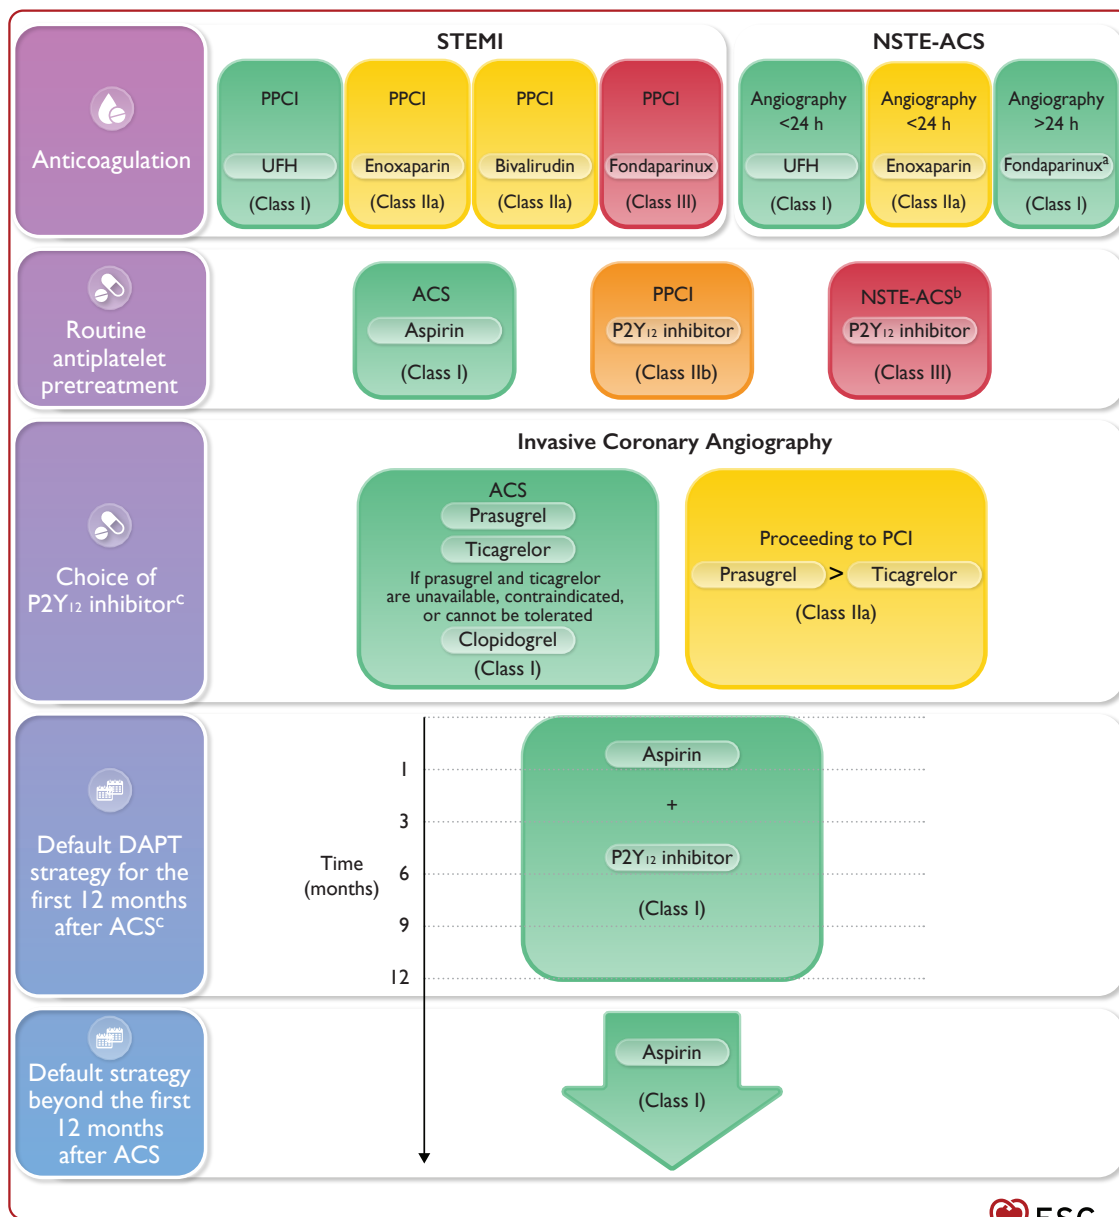 STEMI
NSTE-ACS
Anticoagulation
PPCI
UFH
(Class I)
PPCI
Enoxaparin
(Class IIa)
PPCI
Bivalirudin
(Class IIa)
PPCI
Fondaparinux
(Class III)
Angiography
<24 h
UFH
(Class I)
Angiography
<24 h
Enoxaparin
(Class IIa)
Angiography
>24 h
Fondaparinuxᵃ
(Class I)
Routine
antiplatelet
pretreatment
ACS
Aspirin
(Class I)
PPCI
P2Y₁₂ inhibitor
(Class IIb)
NSTE-ACSᵇ
P2Y₁₂ inhibitor
(Class III)
Choice of
P2Y₁₂ inhibitorᶜ
Invasive Coronary Angiography
ACS
Prasugrel
Ticagrelor
If prasugrel and ticagrelor
are unavailable, contraindicated,
or cannot be tolerated
Clopidogrel
(Class I)
Proceeding to PCI
Prasugrel > Ticagrelor
(Class IIa)
Default DAPT
strategy for the
first 12 months
after ACSᶜ
Time
(months)
1
3
6
9
12
Aspirin
+
P2Y₁₂ inhibitor
(Class I)
Default strategy
beyond the first
12 months
after ACS
Aspirin
(Class I)
ESC